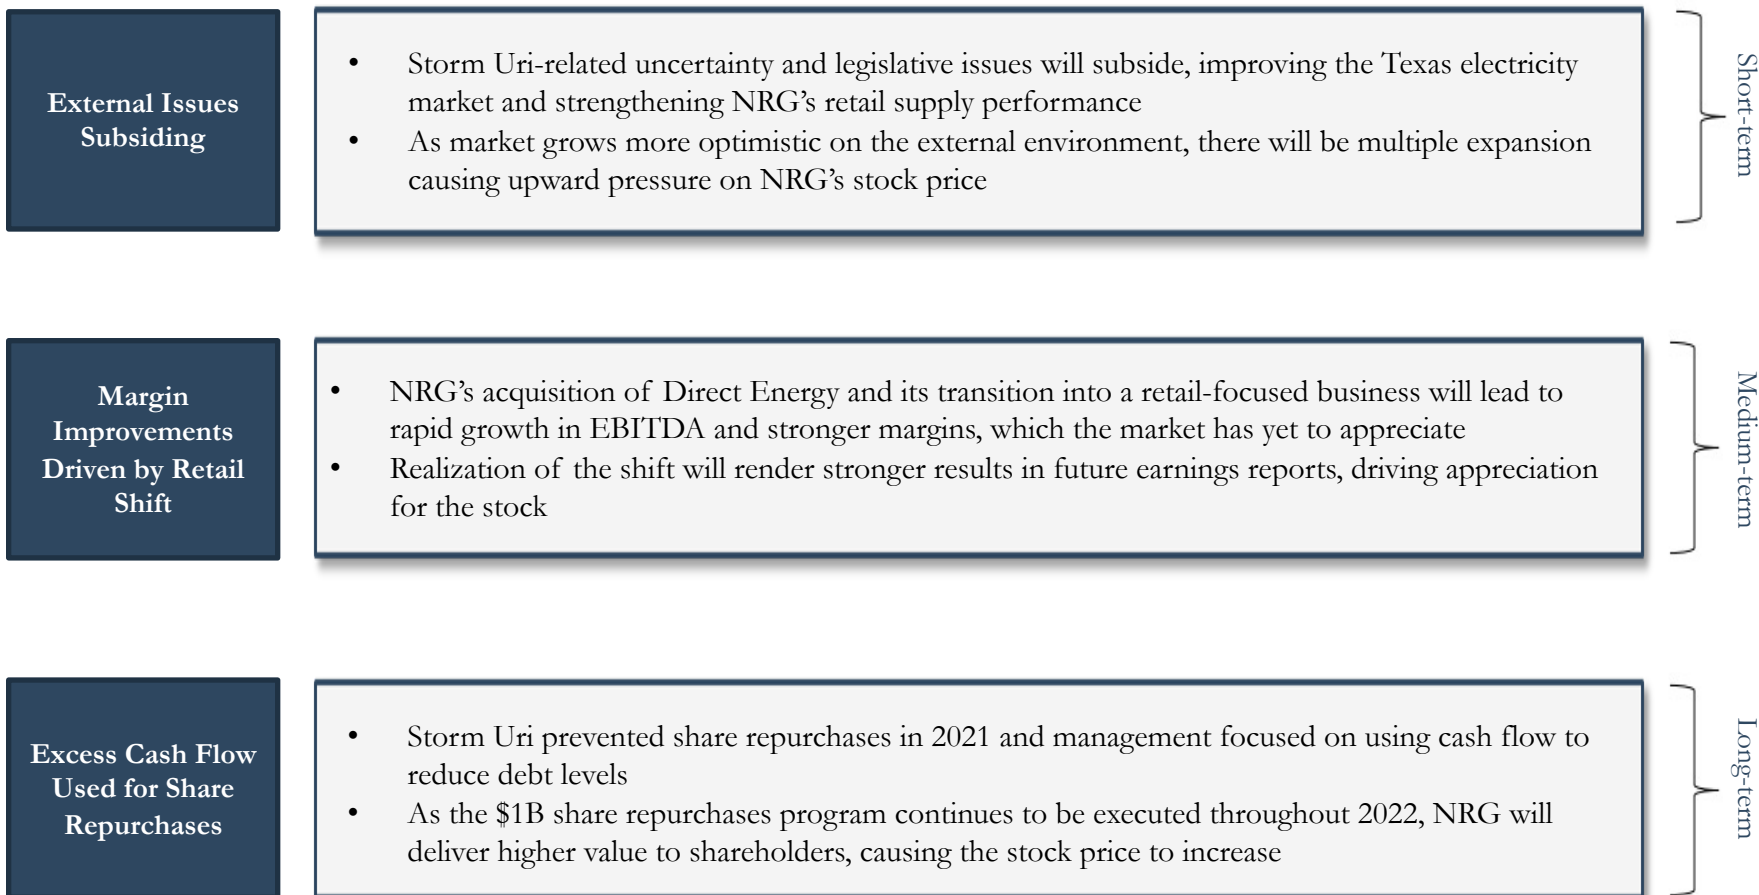 External Issues
Subsiding
• Storm Uri-related uncertainty and legislative issues will subside, improving the Texas electricity
market and strengthening NRG’s retail supply performance
• As market grows more optimistic on the external environment, there will be multiple expansion
causing upward pressure on NRG’s stock price
Short-term
Margin
Improvements
Driven by Retail
Shift
• NRG’s acquisition of Direct Energy and its transition into a retail-focused business will lead to
rapid growth in EBITDA and stronger margins, which the market has yet to appreciate
• Realization of the shift will render stronger results in future earnings reports, driving appreciation
for the stock
Medium-term
Excess Cash Flow
Used for Share
Repurchases
• Storm Uri prevented share repurchases in 2021 and management focused on using cash flow to
reduce debt levels
• As the $1B share repurchases program continues to be executed throughout 2022, NRG will
deliver higher value to shareholders, causing the stock price to increase
Long-term